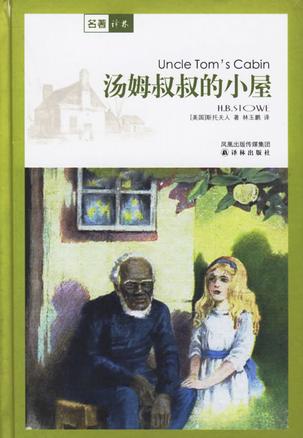 名著译林
Uncle Tom's Cabin
汤姆叔叔的小屋
H.B.STOWE
[美国]斯托夫人 著 林玉鹏 译
凤凰出版传媒集团
译林出版社